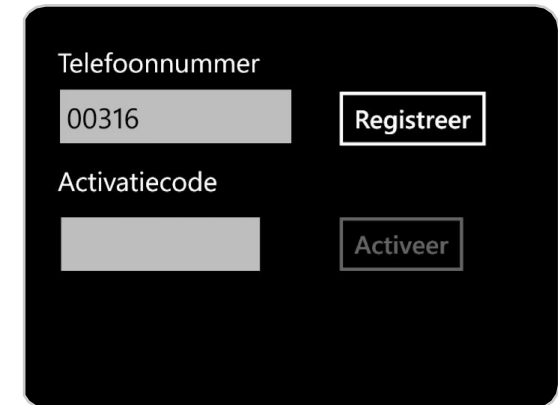 Telefoonnummer
00316
Registreer
Activatiecode
Activeer